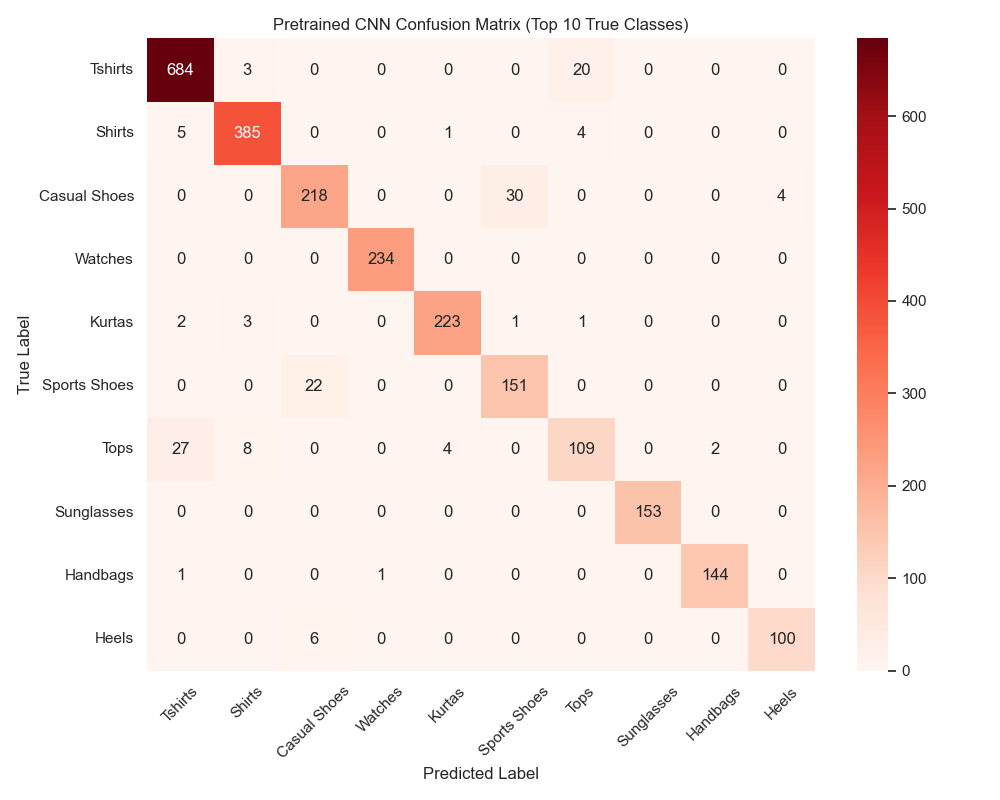 Pretrained CNN Confusion Matrix (Top 10 True Classes)
True Label
Tshirts 684 3 0 0 0 0 20 0 0 0
Shirts 5 385 0 0 1 0 4 0 0 0
Casual Shoes 0 0 218 0 0 30 0 0 0 4
Watches 0 0 0 234 0 0 0 0 0 0
Kurtas 2 3 0 0 223 1 1 0 0 0
Sports Shoes 0 0 22 0 0 151 0 0 0 0
Tops 27 8 0 0 4 0 109 0 2 0
Sunglasses 0 0 0 0 0 0 0 153 0 0
Handbags 1 0 0 1 0 0 0 0 144 0
Heels 0 0 6 0 0 0 0 0 0 100
Tshirts Shirts Casual Shoes Watches Kurtas Sports Shoes Tops Sunglasses Handbags Heels
Predicted Label
600
500
400
300
200
100
0